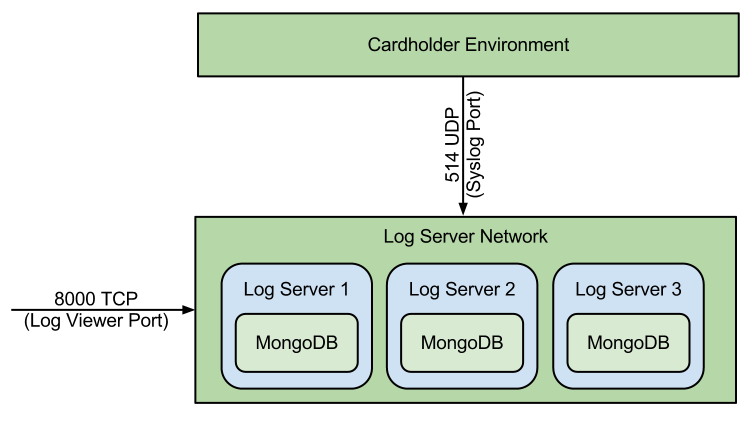 Cardholder Environment
514 UDP
(Syslog Port)
Log Server Network
8000 TCP
(Log Viewer Port)
Log Server 1
MongoDB
Log Server 2
MongoDB
Log Server 3
MongoDB